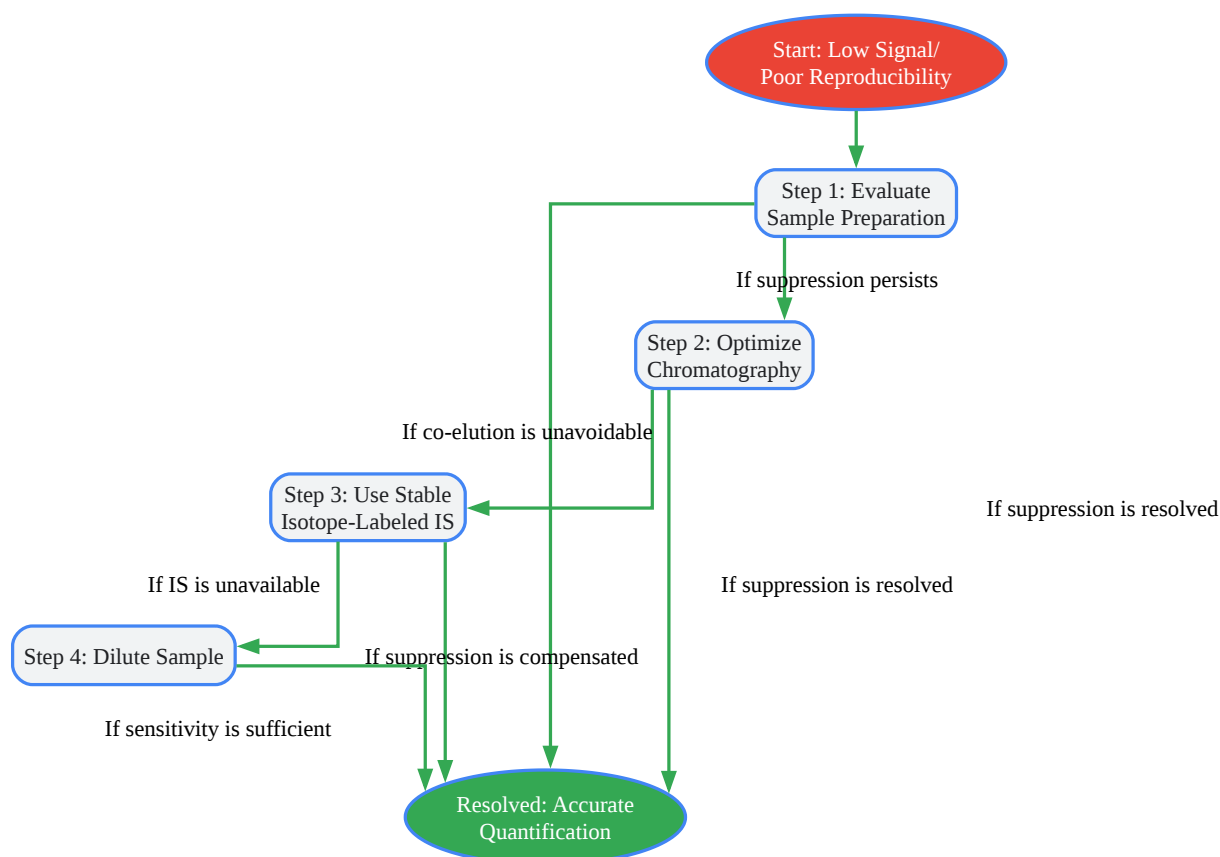 Start: Low Signal/
Poor Reproducibility
Step 1: Evaluate
Sample Preparation
If suppression persists
Step 2: Optimize
Chromatography
If co-elution is unavoidable
Step 3: Use Stable
Isotope-Labeled IS
If suppression is resolved
If IS is unavailable
If suppression is resolved
Step 4: Dilute Sample
If suppression is compensated
If sensitivity is sufficient
Resolved: Accurate
Quantification